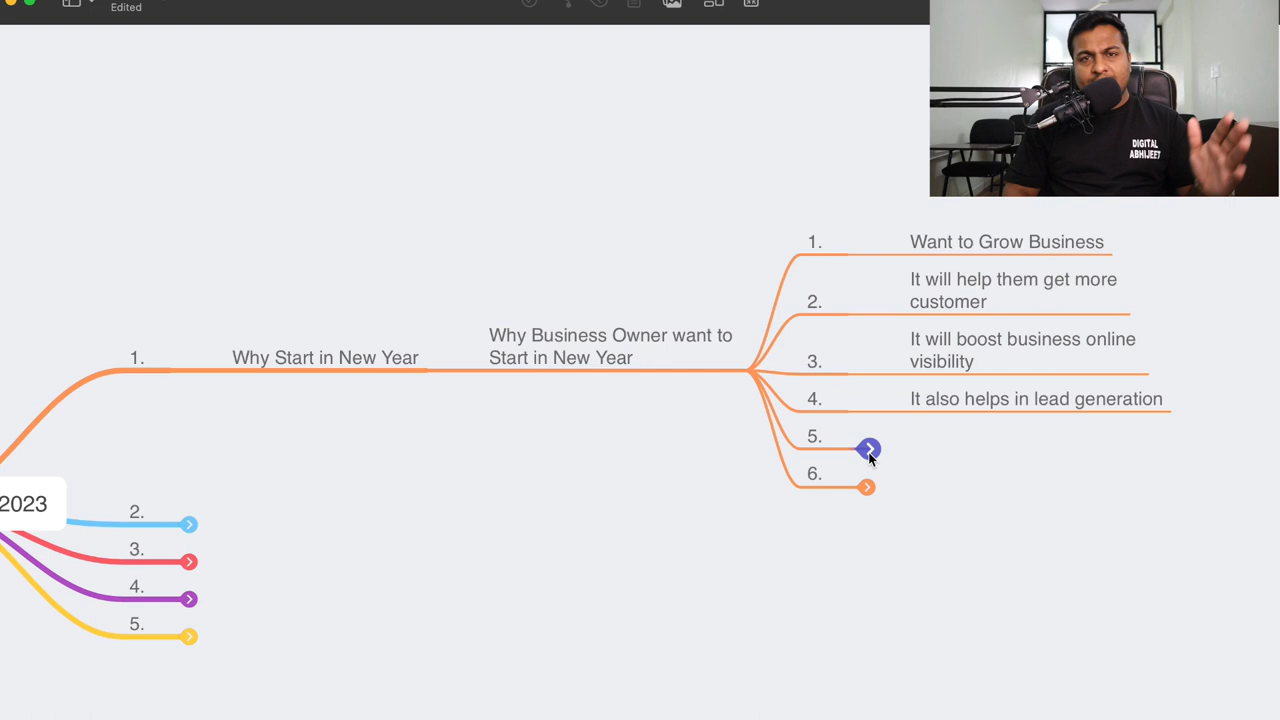 Edited
DIGITAL
ABHIJEET
1. Want to Grow Business
It will help them get more
2. customer
It will boost business online
3. visibility
4. It also helps in lead generation
5.
6.
Why Business Owner want to
1. Why Start in New Year
Start in New Year
2023
2.
3.
4.
5.